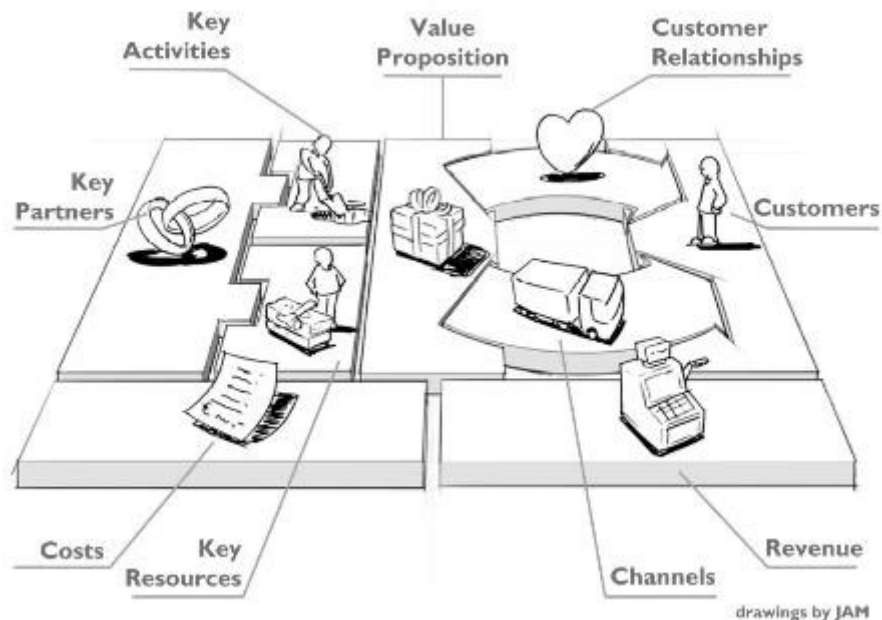 Key
Activities
Value
Proposition
Customer
Relationships
Key
Partners
Customers
Costs
Key
Resources
Channels
Revenue
drawings by JAM